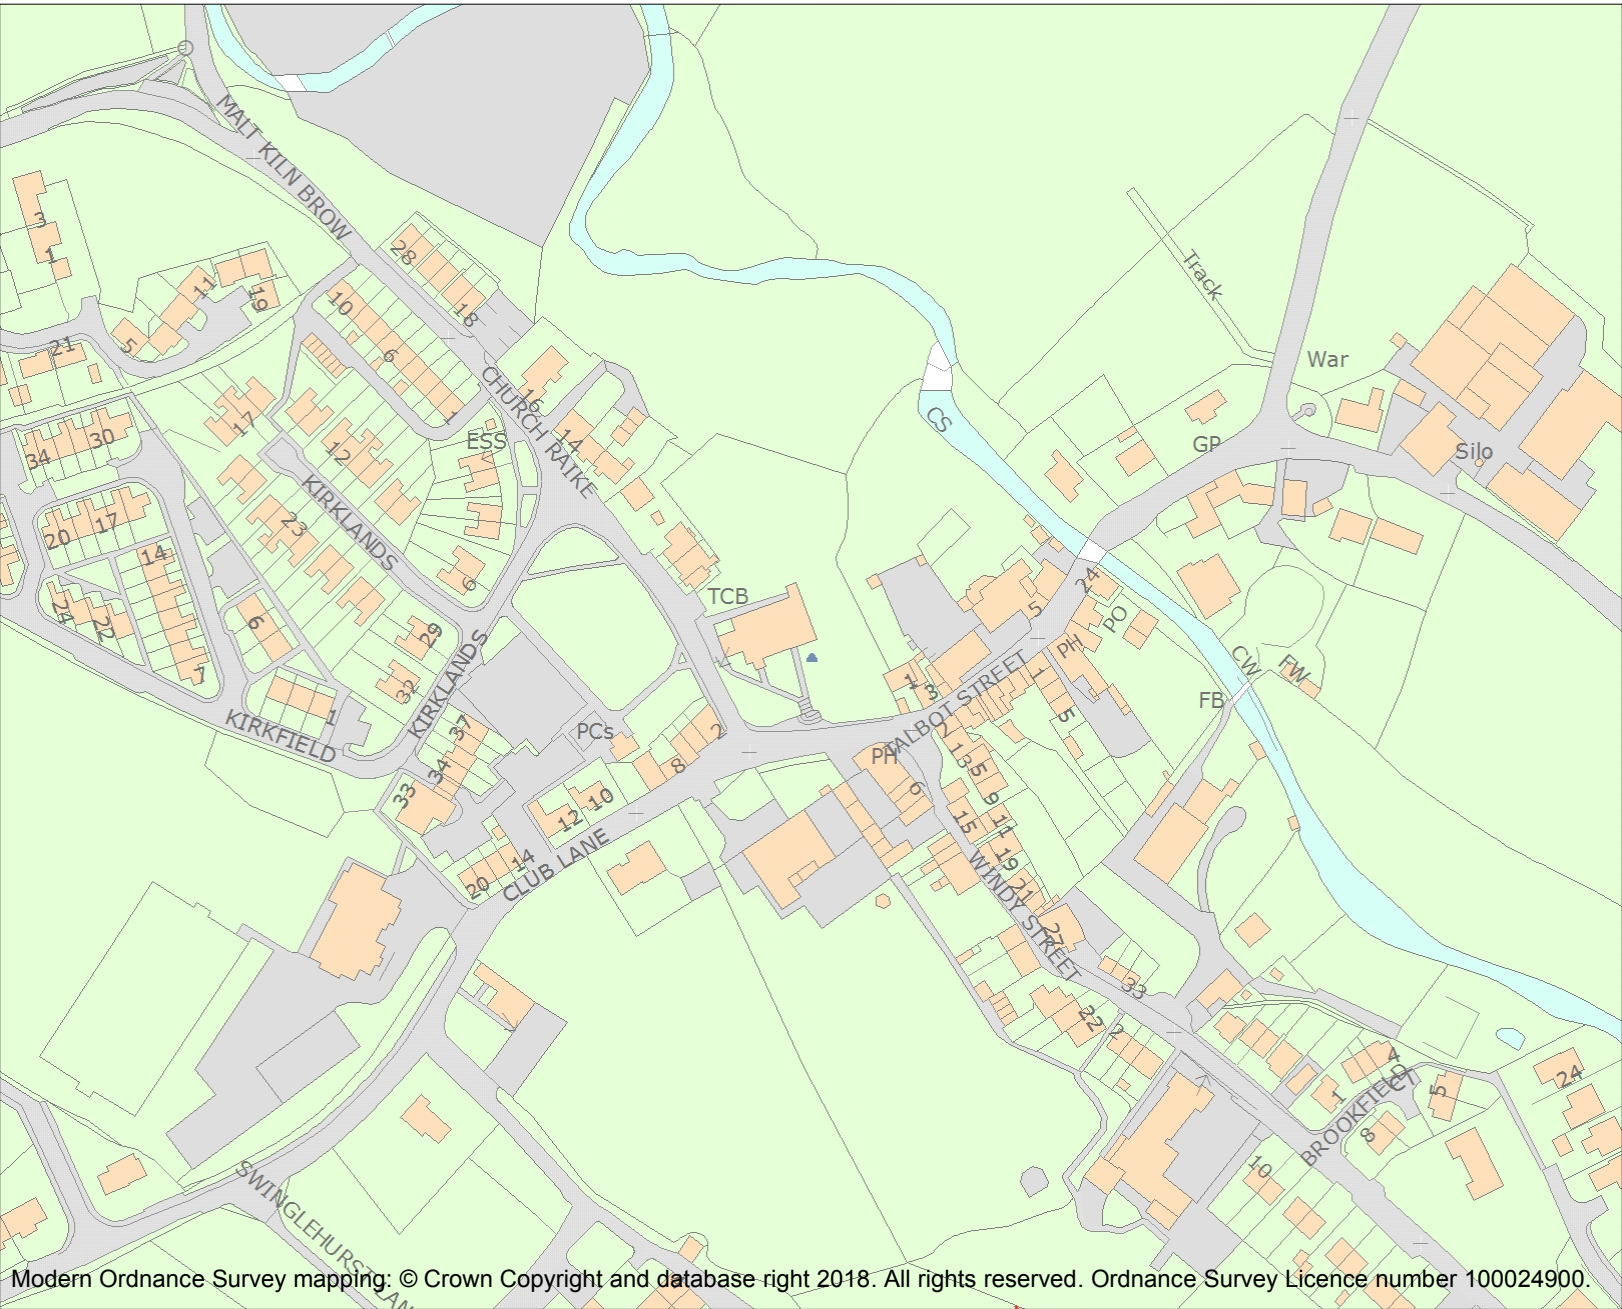 MALT KILN BROW
3
1
28
11
19
18
Track
10
21
5
6
War
16
CHURCH RAIKE
1
17
CS
14
ESS
12
30
34
GP
Silo
KIRKLANDS
23
17
20
14
6
TCB
24
5
PO
24
22
6
29
PH
CW
FW
KIRKLANDS
7
32
1
3
1
FB
TALBOT STREET
5
KIRKFIELD
1
37
PCs
2
2
PH
13
34
8
5
6
9
33
10
12
15
11
14
19
CLUB LANE
20
WINDY STREET
21
27
33
22
2
4
24
BROOKFIELD CT
1
5
8
10
SWINGLEHURST LAN
Modern Ordnance Survey mapping: © Crown Copyright and database right 2018. All rights reserved. Ordnance Survey Licence number 100024900.